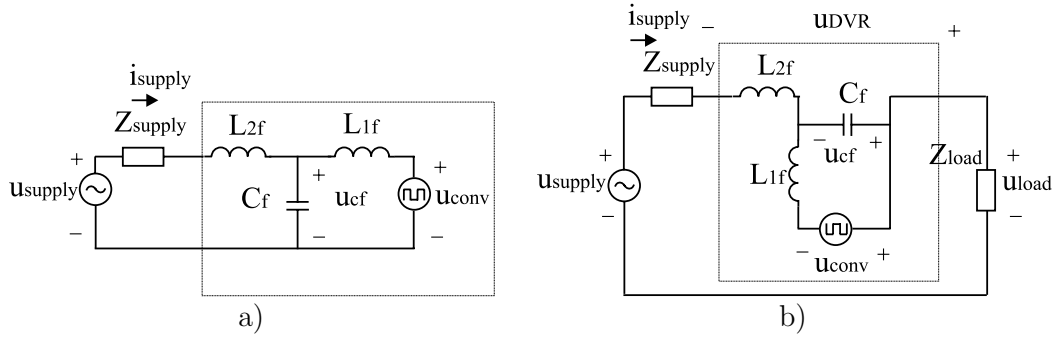 isupply
Zsupply
L2f
L1f
+
usupply
−
Cf
+
ucf
−
+
uconv
−
a)
isupply
−
uDVR
+
Zsupply
L2f
Cf
−
ucf
+
L1f
−
uconv
+
+
usupply
−
Zload
+
uload
−
b)